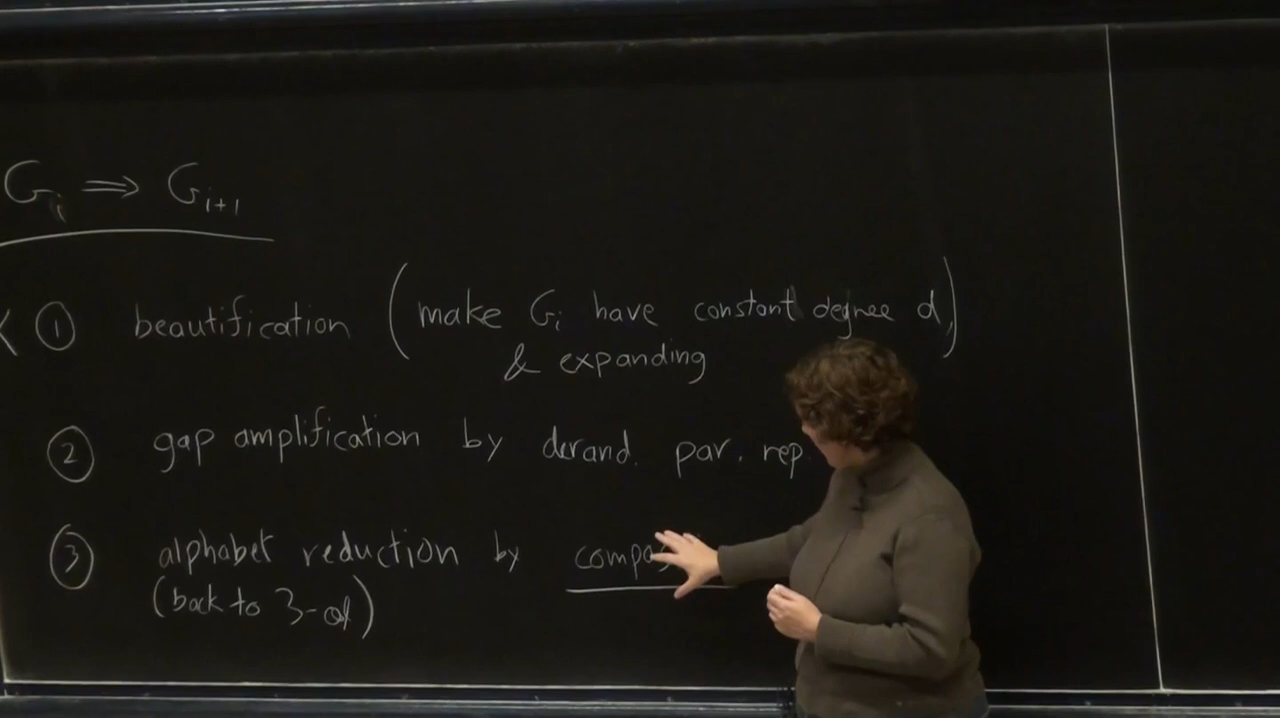 G_i ⇒ G_{i+1}
① beautification (make G_i have constant degree d,)
& expanding
② gap amplification by derand. par. rep.
③ alphabet reduction by
(back to 3-col)